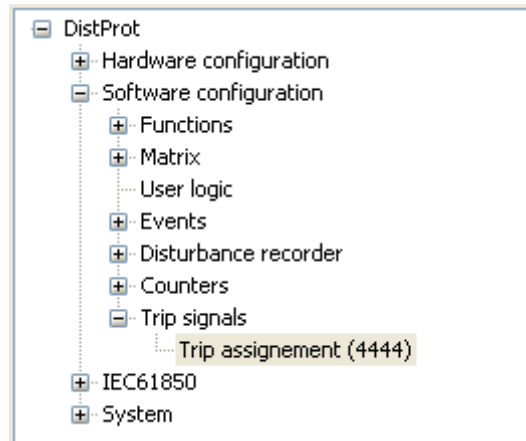 DistProt
Hardware configuration
Software configuration
Functions
Matrix
User logic
Events
Disturbance recorder
Counters
Trip signals
Trip assignement (4444)
IEC61850
System